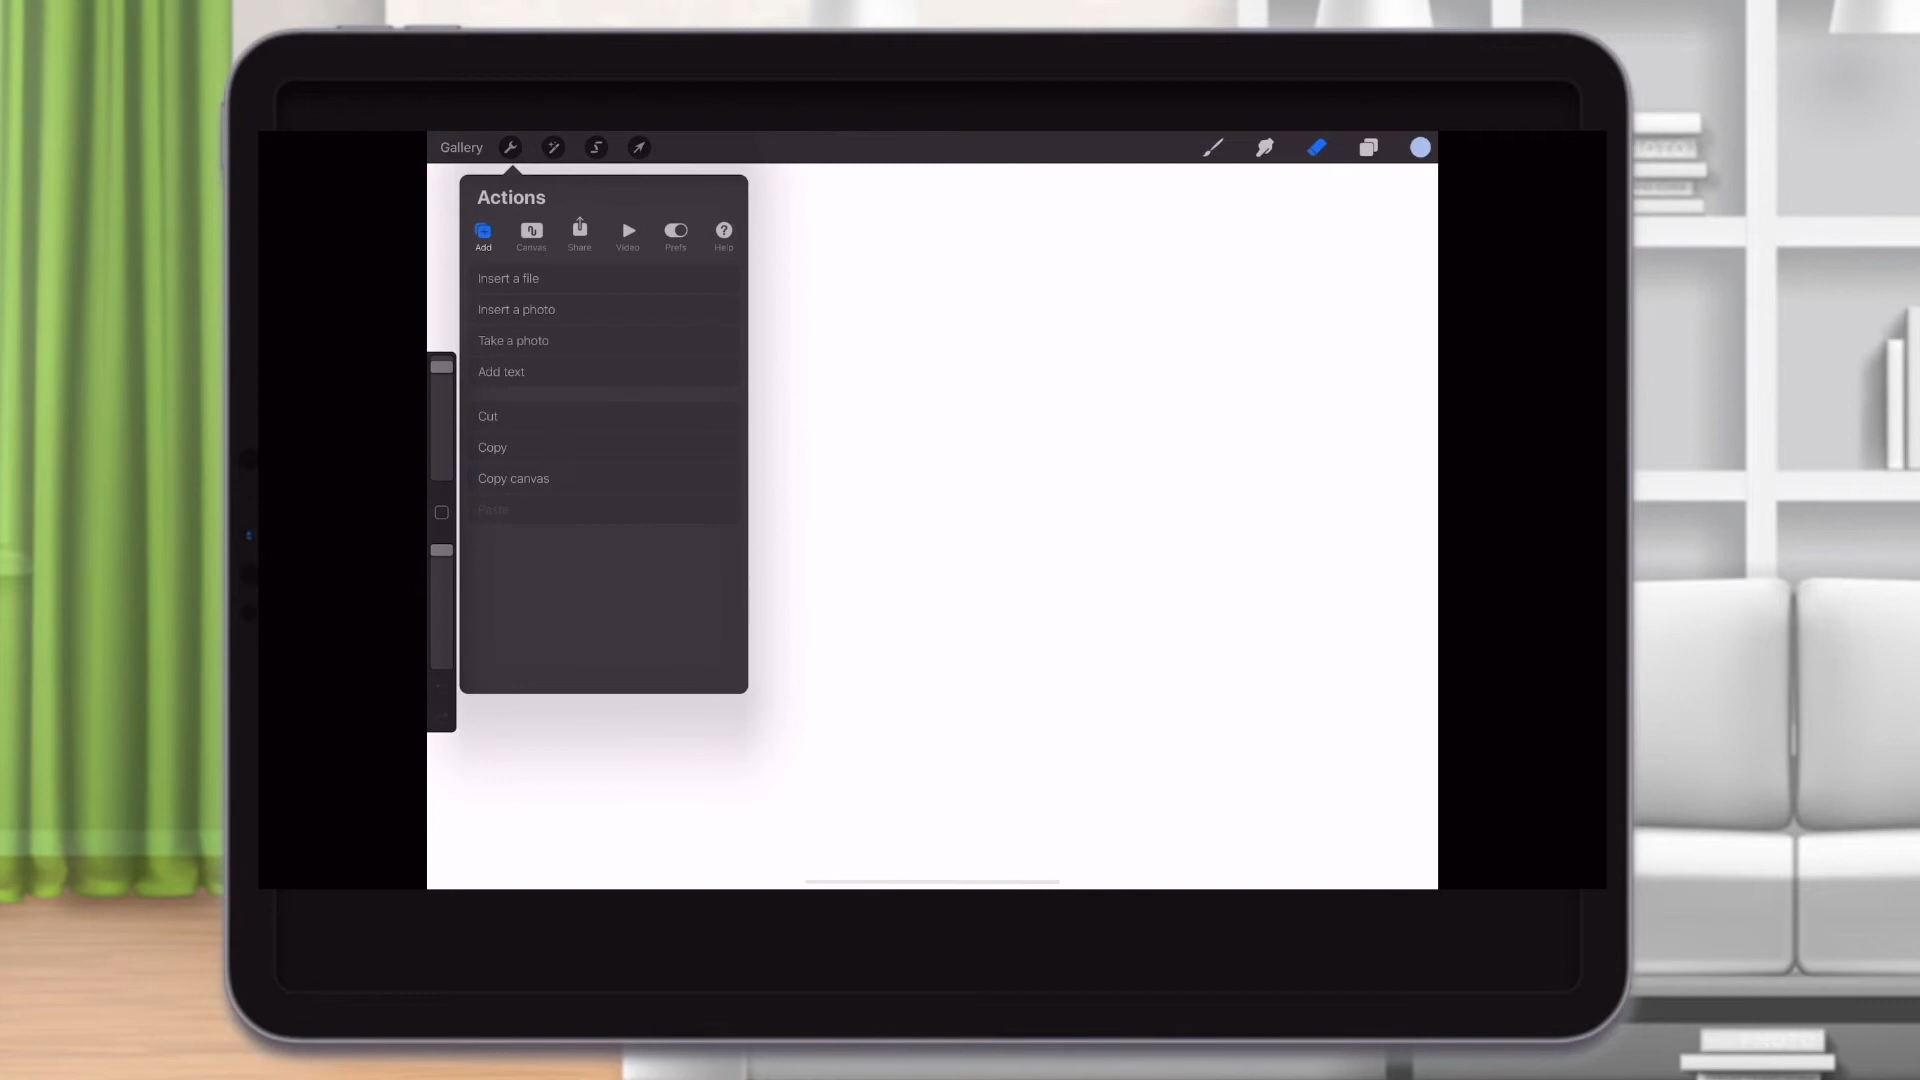 Gallery
Actions
Add Canvas Share Video Prefs Help
Insert a file
Insert a photo
Take a photo
Add text
Cut
Copy
Copy canvas
Paste